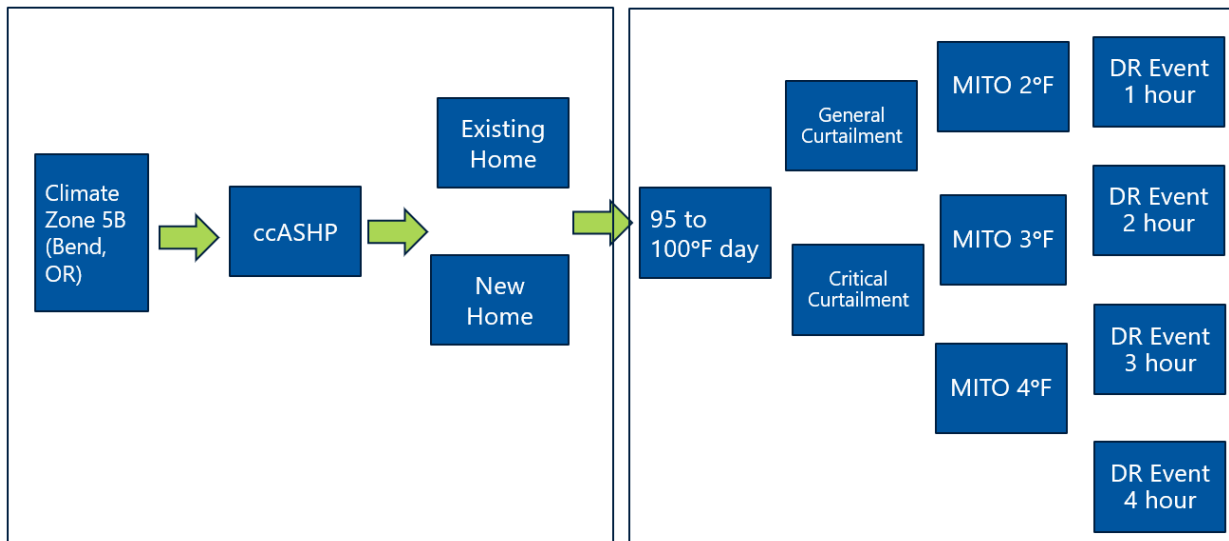 Climate
Zone 5B
(Bend,
OR)
ccASHP
Existing
Home
New
Home
95 to
100°F day
General
Curtailment
Critical
Curtailment
MITO 2°F
MITO 3°F
MITO 4°F
DR Event
1 hour
DR Event
2 hour
DR Event
3 hour
DR Event
4 hour